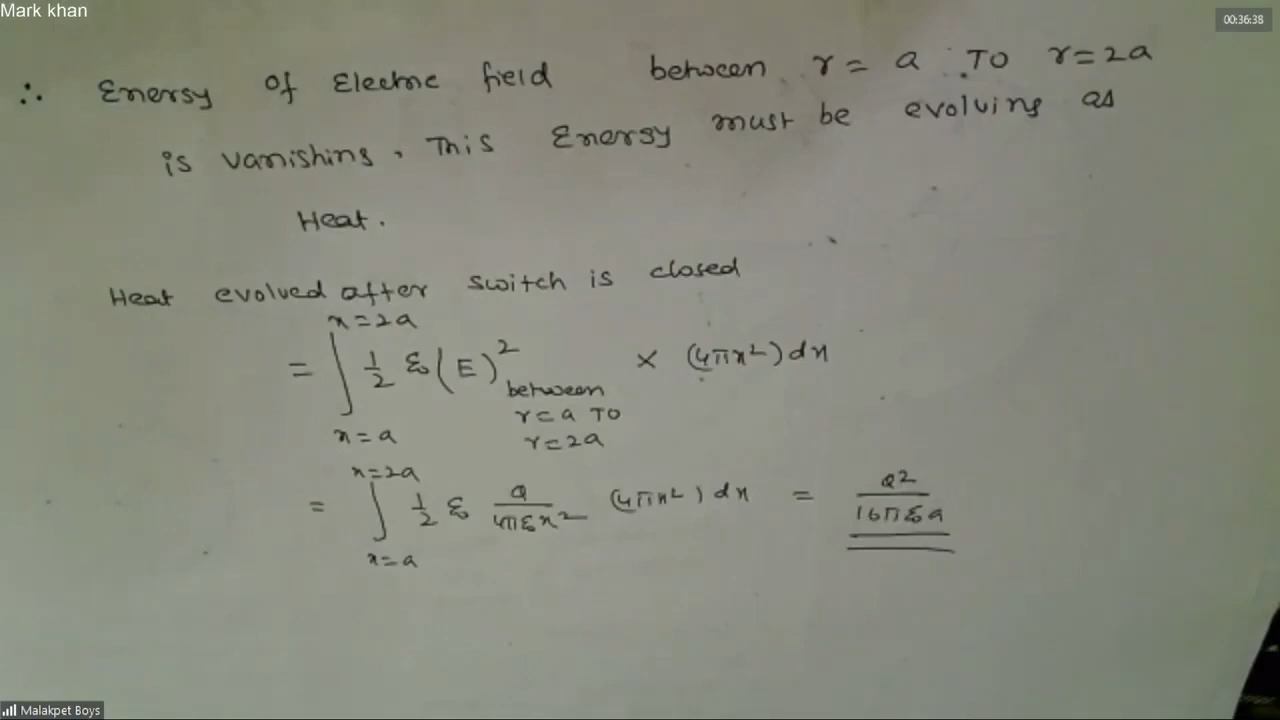 Mark khan
00:36:38
∴ Energy of Electric field between r = a TO r = 2a
is vanishing. This Energy must be evolving as
Heat.
Heat evolved after switch is closed
= ∫_{x=a}^{x=2a} 1/2 ε₀ (E)²_{between r=a TO r=2a} × (4πx²) dx
= ∫_{x=a}^{x=2a} 1/2 ε₀ Q/(4πε₀x²) (4πx²) dx = Q²/(16πε₀a)
Malakpet Boys